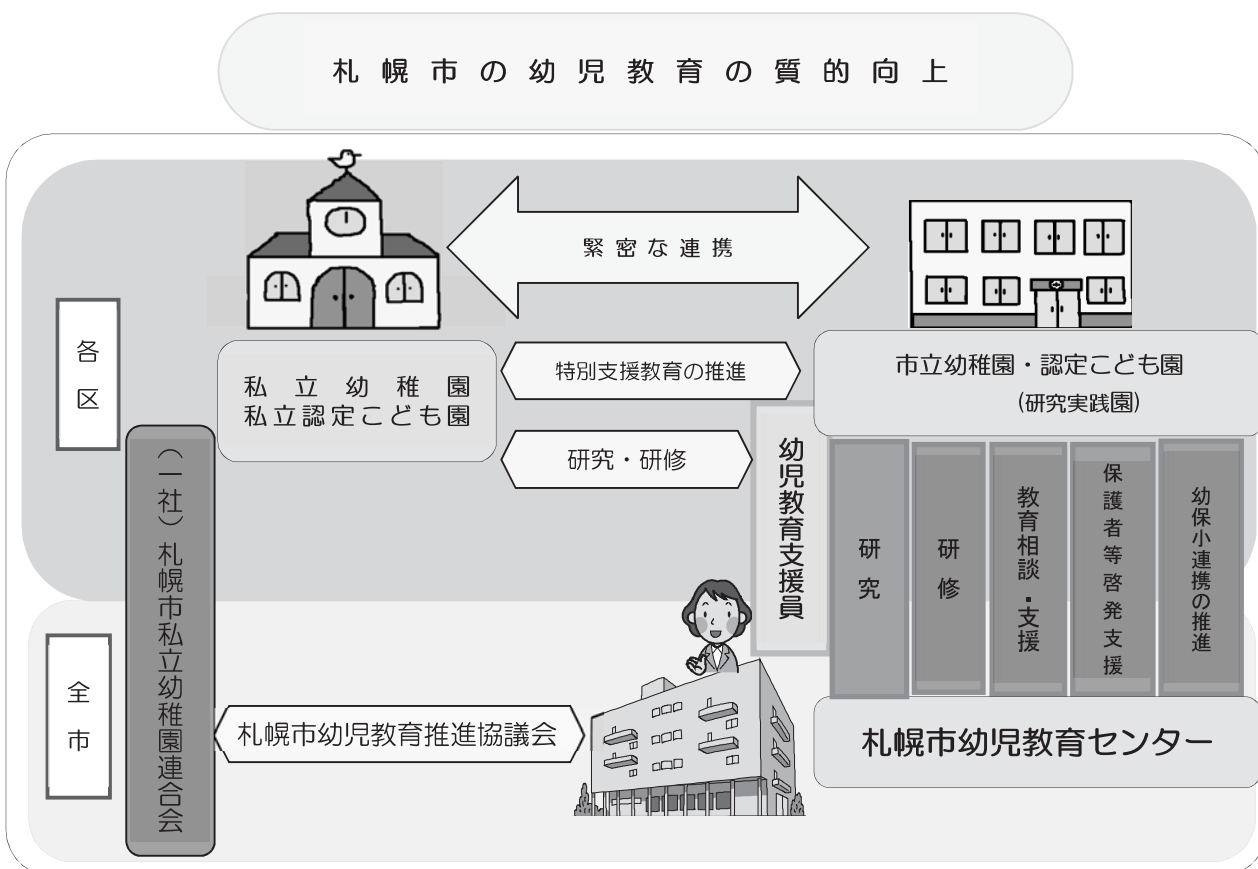 札幌市の幼児教育の質的向上
緊密な連携
各区
私立幼稚園
私立認定こども園
特別支援教育の推進
研究・研修
市立幼稚園・認定こども園
(研究実践園)
幼児教育支援員
研究
研修
教育相談・支援
保護者等啓発支援
幼保小連携の推進
(一社)札幌市私立幼稚園連合会
全市
札幌市幼児教育推進協議会
札幌市幼児教育センター